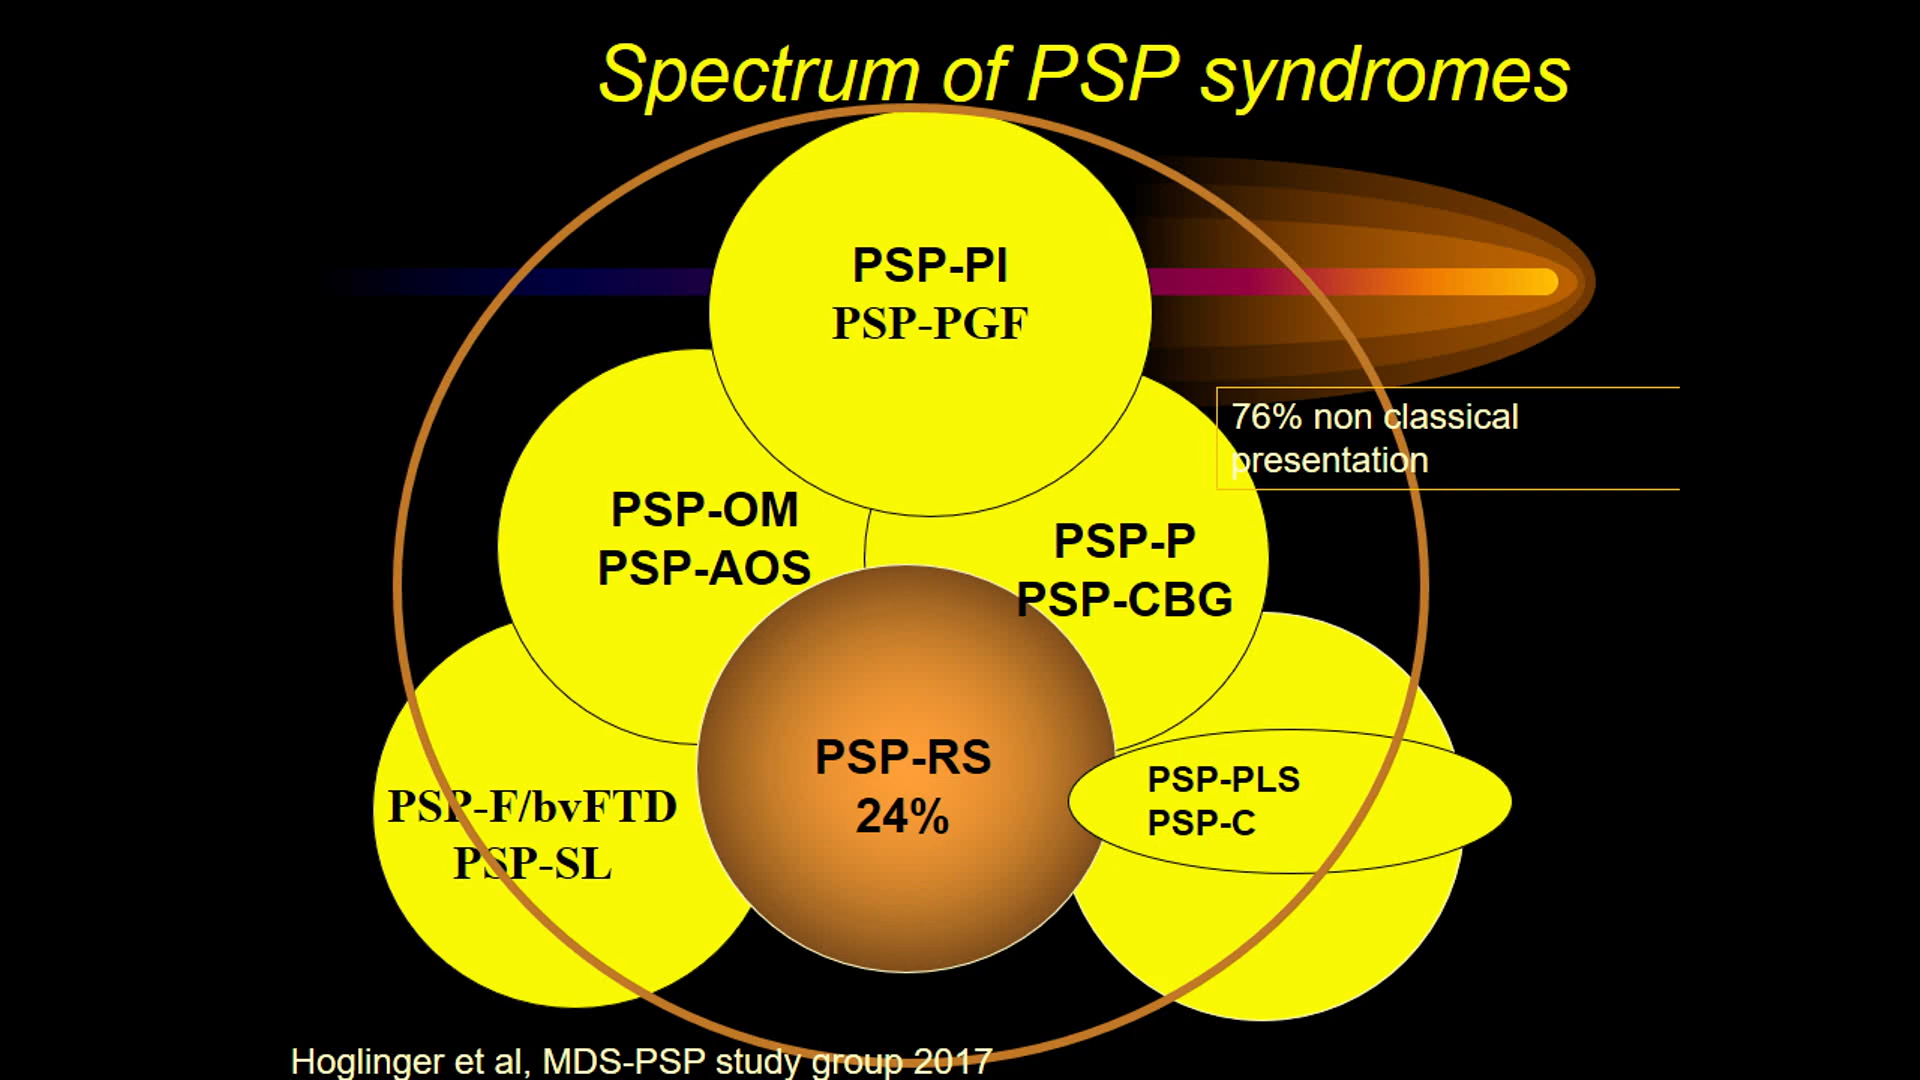 Spectrum of PSP syndromes
PSP-PI
PSP-PGF
76% non classical
presentation
PSP-OM
PSP-AOS
PSP-P
PSP-CBG
PSP-RS
24%
PSP-PLS
PSP-C
PSP-F/bvFTD
PSP-SL
Hoglinger et al, MDS-PSP study group 2017